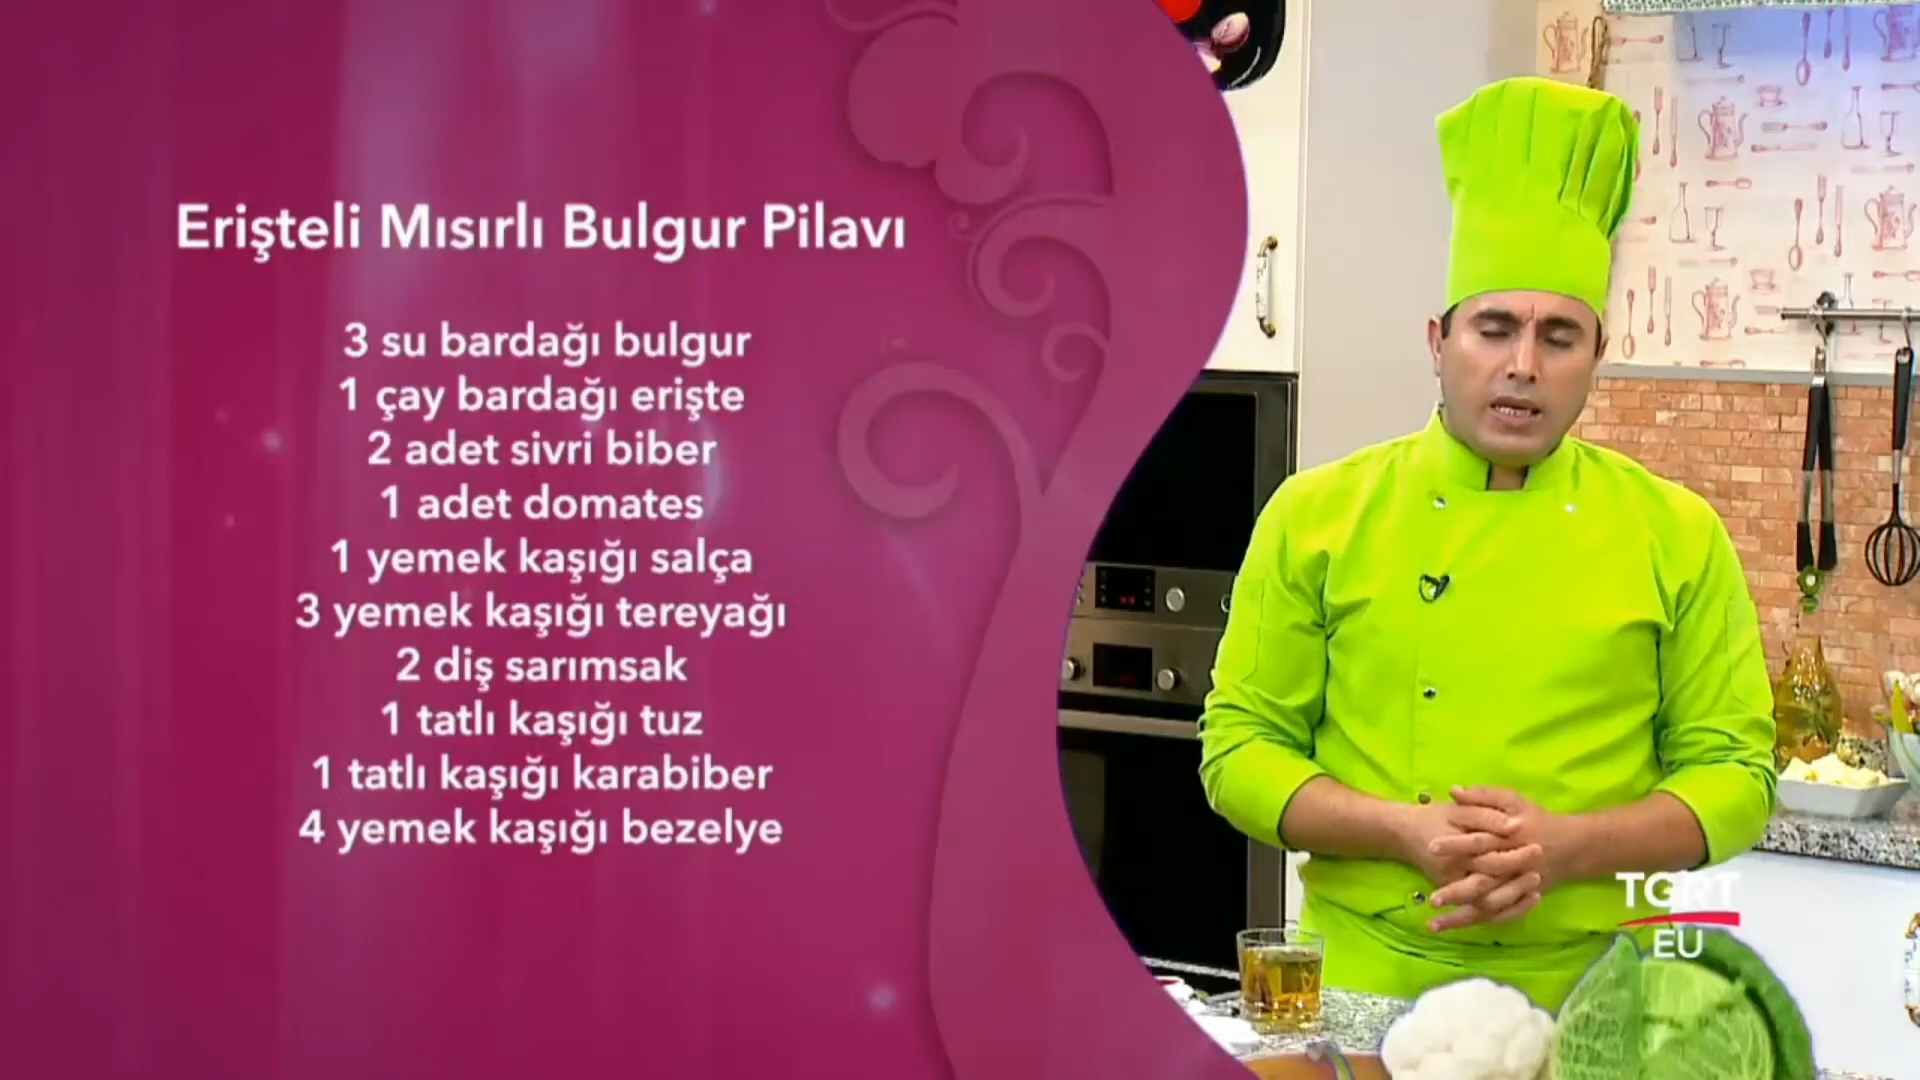 Erişteli Mısırlı Bulgur Pilavı
3 su bardağı bulgur
1 çay bardağı erişte
2 adet sivri biber
1 adet domates
1 yemek kaşığı salça
3 yemek kaşığı tereyağı
2 diş sarımsak
1 tatlı kaşığı tuz
1 tatlı kaşığı karabiber
4 yemek kaşığı bezelye
TGRT
EU